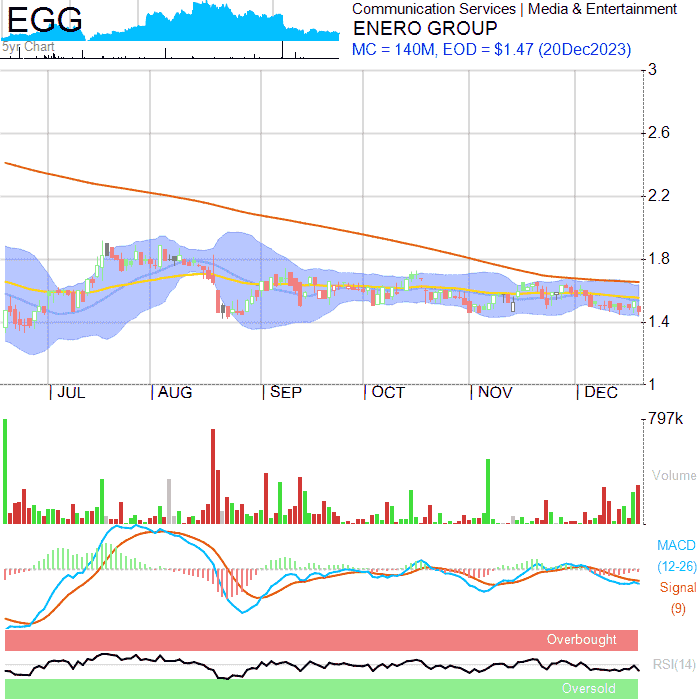 EGG
5yr Chart
Communication Services | Media & Entertainment
ENERO GROUP
MC = 140M, EOD = $1.47 (20Dec2023)
3
2.6
2.2
1.8
1.4
1
JUL AUG SEP OCT NOV DEC
797k
Volume
MACD
(12-26)
Signal
(9)
Overbought
RSI(14)
Oversold